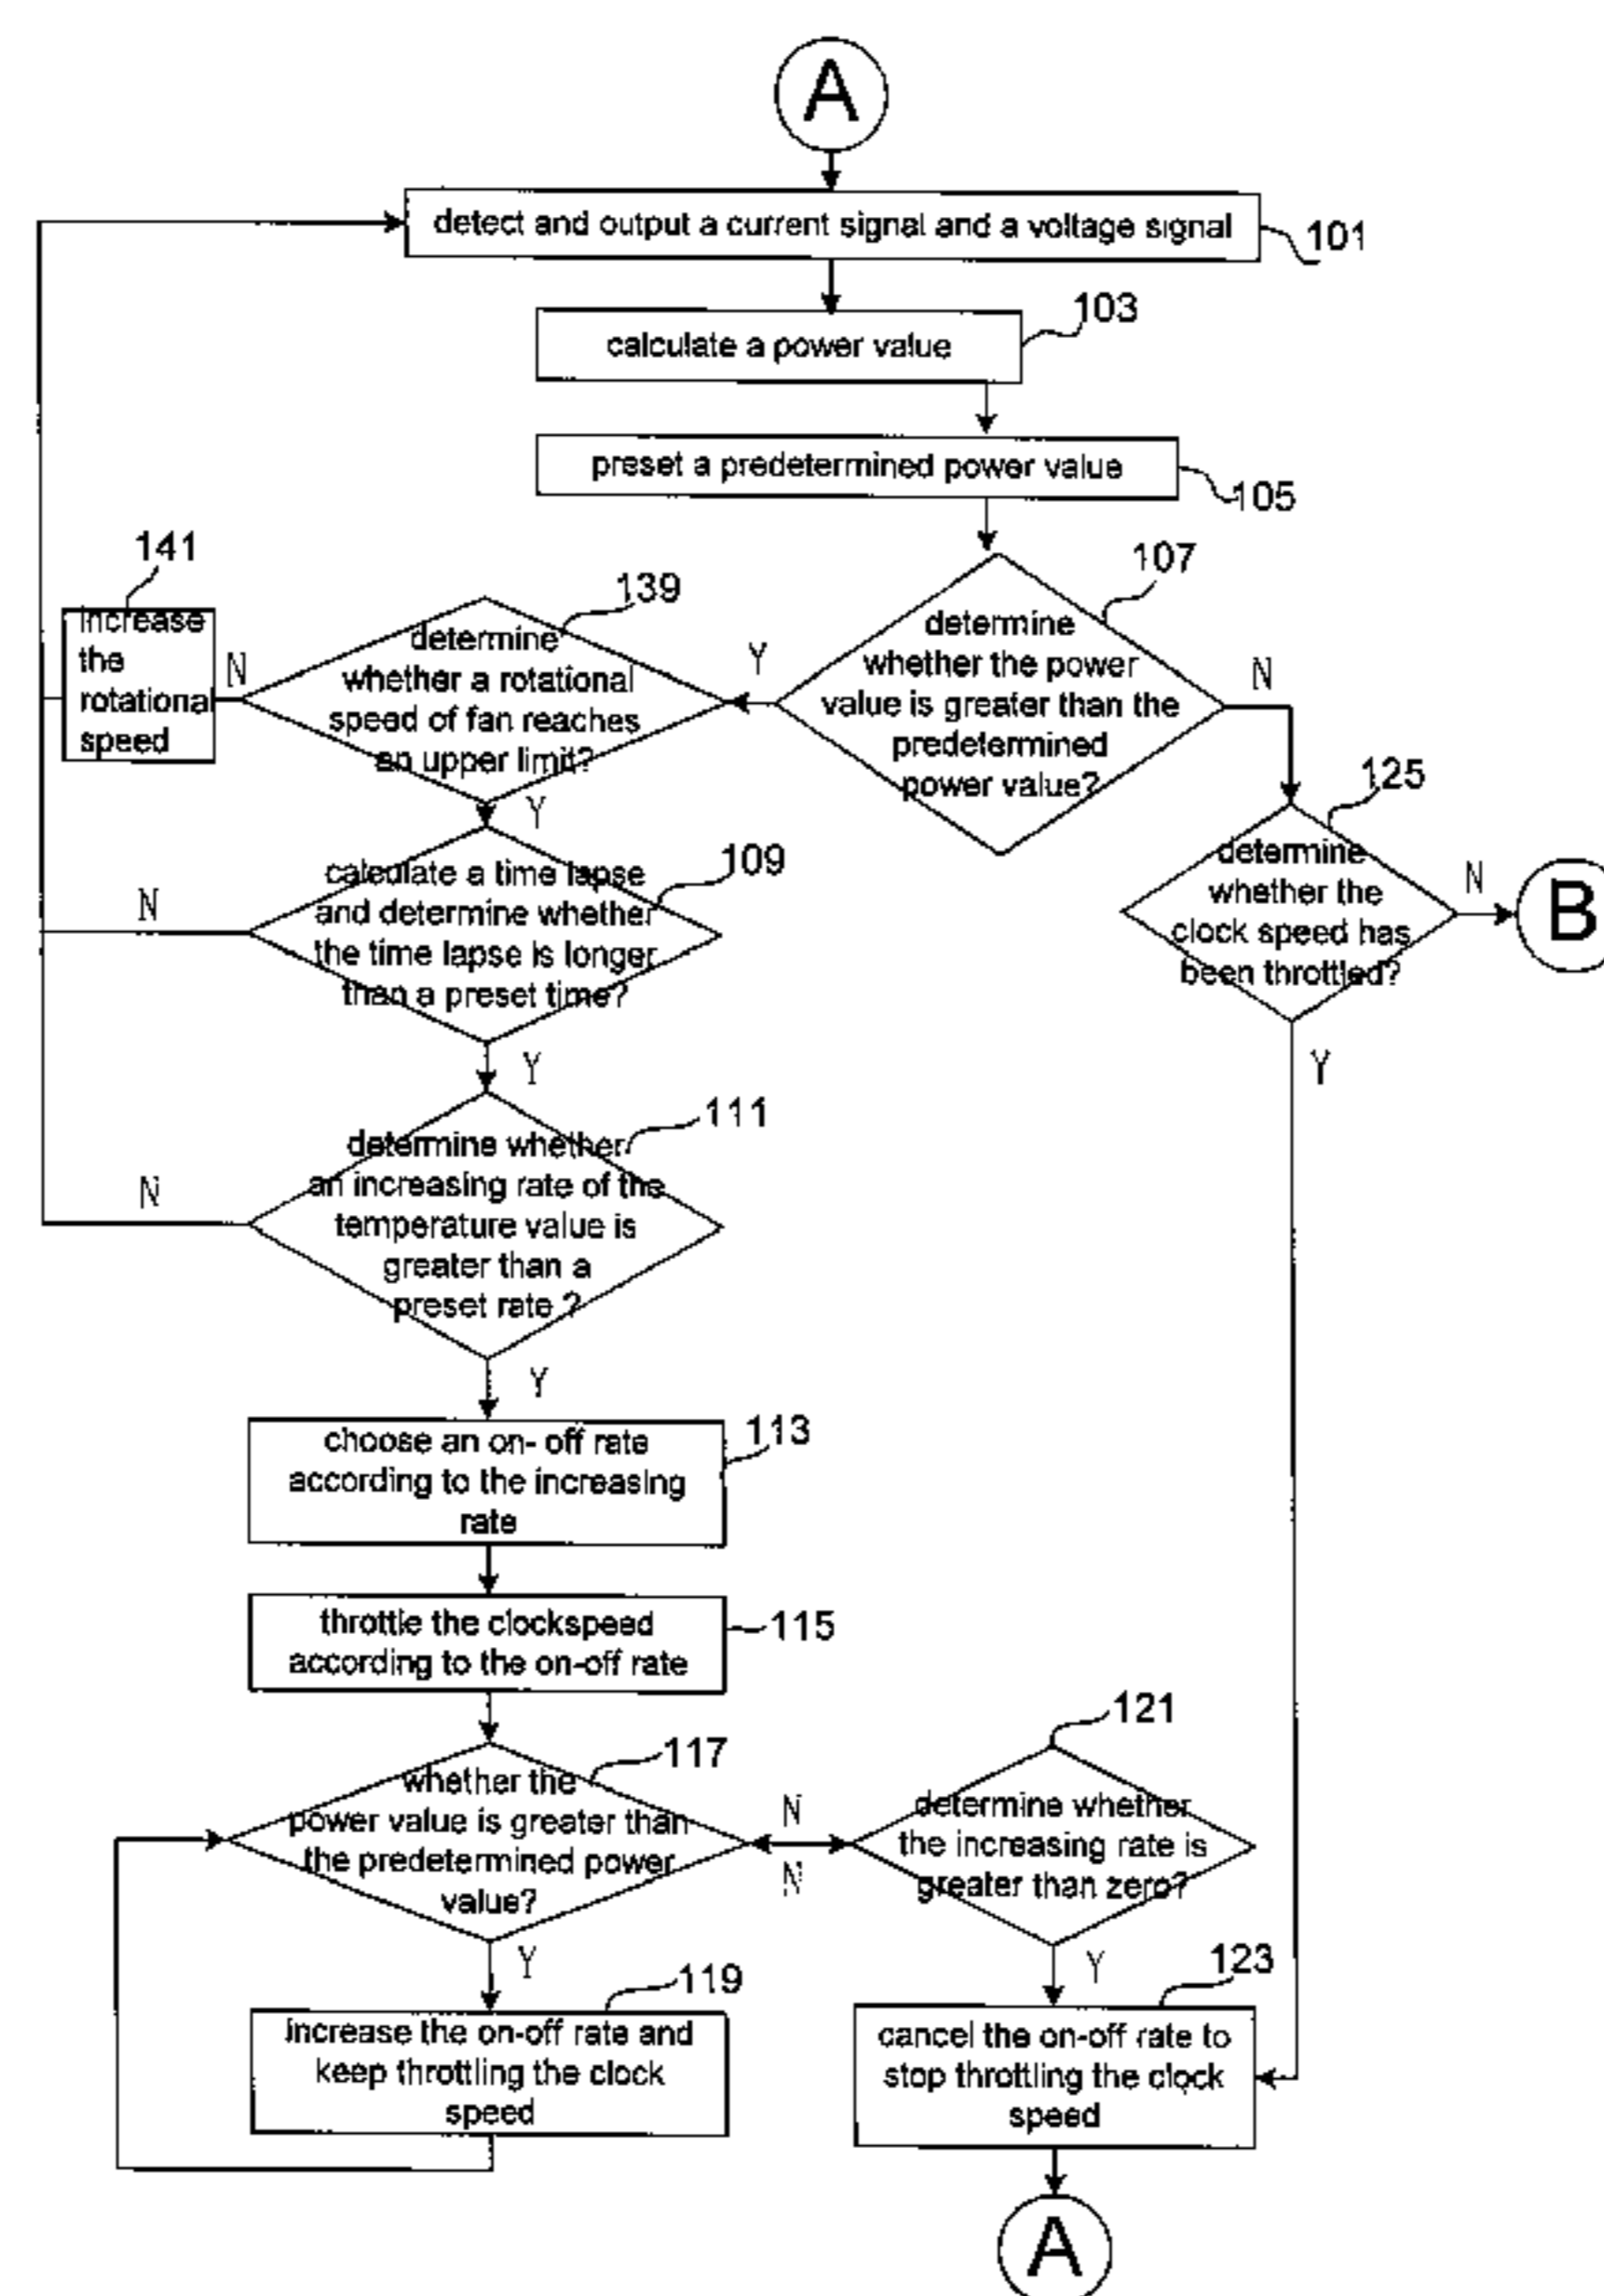 A
detect and output a current signal and a voltage signal
101
103
calculate a power value
preset a predetermined power value
105
107
determine
whether the power
value is greater than the
predetermined
power value?
Y
N
139
determine
whether a rotational
speed of fan reaches
an upper limit?
N
Y
141
increase
the
rotational
speed
125
determine
whether the
clock speed has
been throttled?
N
B
Y
109
calculate a time lapse
and determine whether
the time lapse is longer
than a preset time?
N
Y
111
determine whether
an increasing rate of the
temperature value is
greater than a
preset rate ?
N
Y
113
choose an on- off rate
according to the increasing
rate
throttle the clockspeed
according to the on-off rate
115
117
whether the
power value is greater than
the predetermined power
value?
N
N
Y
121
determine whether
the increasing rate is
greater than zero?
Y
119
increase the on-off rate and
keep throttling the clock
speed
123
cancel the on-off rate to
stop throttling the clock
speed
A